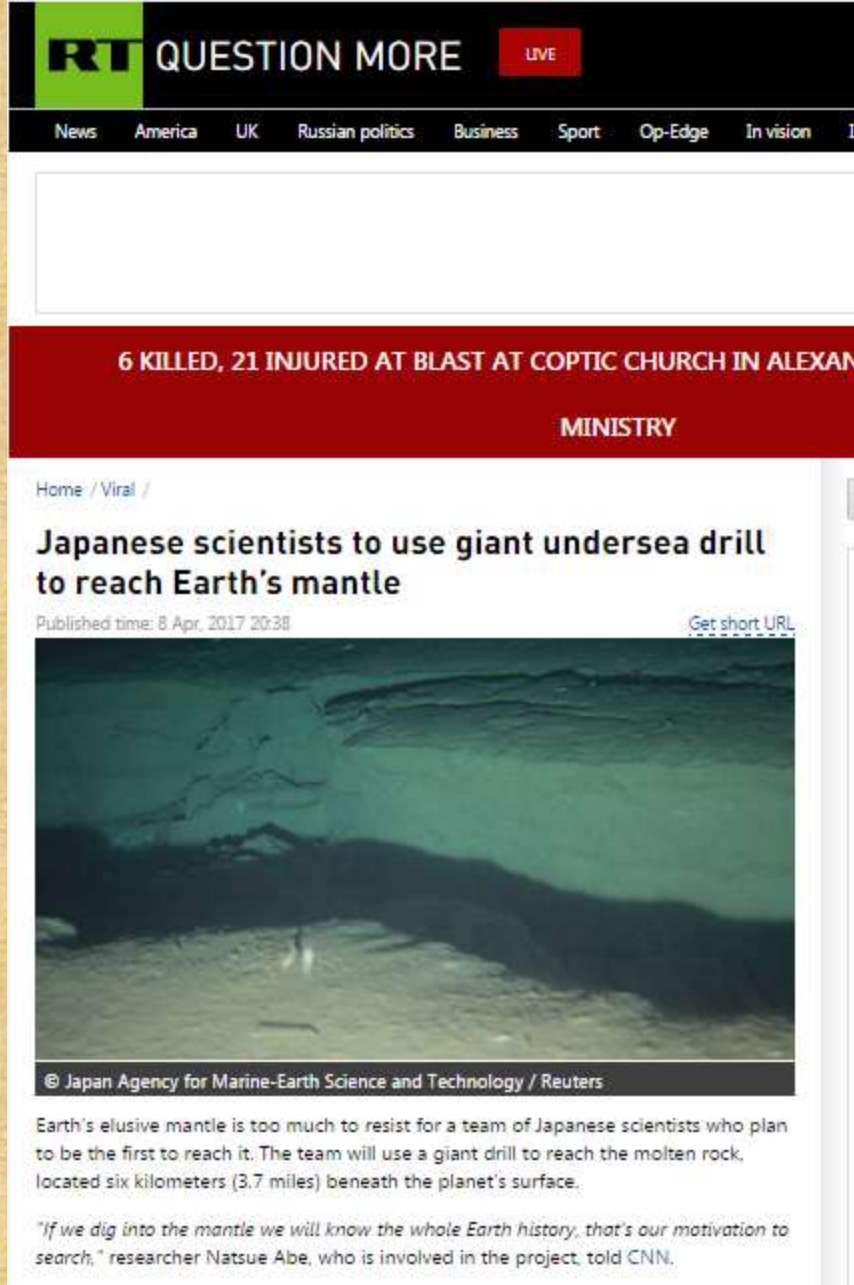 RT QUESTION MORE LIVE
News America UK Russian politics Business Sport Op-Edge In vision
6 KILLED, 21 INJURED AT BLAST AT COPTIC CHURCH IN ALEXAN
MINISTRY
Home / Viral /
Japanese scientists to use giant undersea drill
to reach Earth's mantle
Published time: 8 Apr, 2017 20:38 Get short URL
© Japan Agency for Marine-Earth Science and Technology / Reuters
Earth's elusive mantle is too much to resist for a team of Japanese scientists who plan
to be the first to reach it. The team will use a giant drill to reach the molten rock,
located six kilometers (3.7 miles) beneath the planet's surface.
"If we dig into the mantle we will know the whole Earth history, that's our motivation to
search," researcher Natsue Abe, who is involved in the project, told CNN.